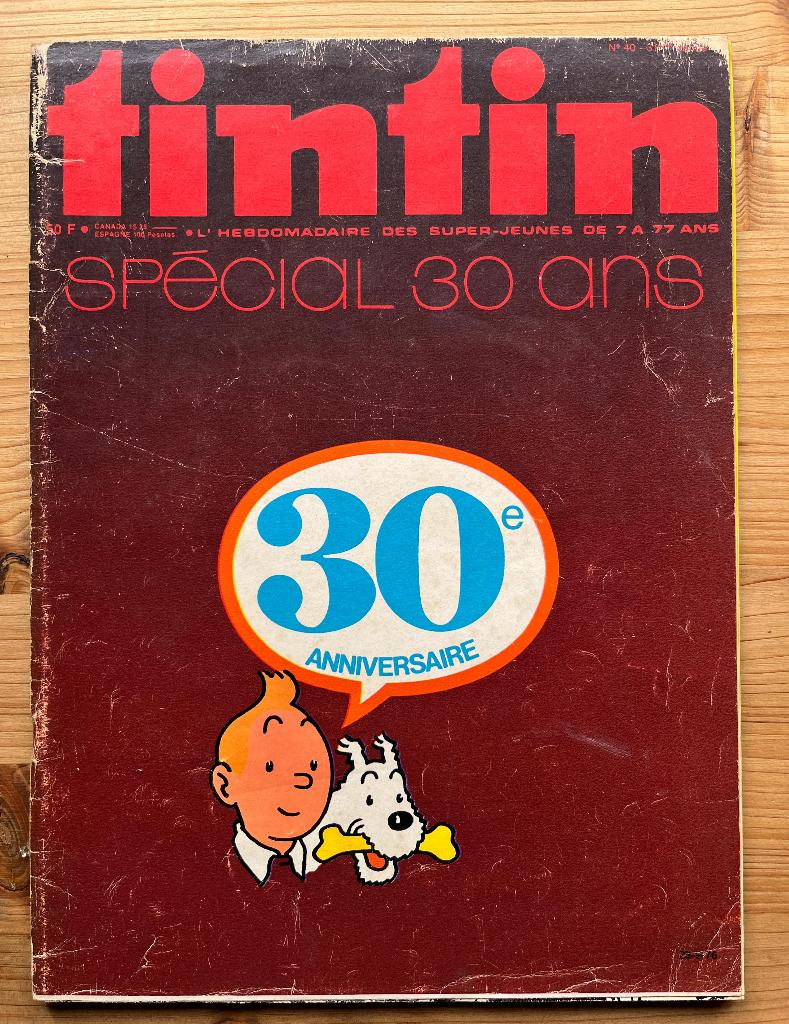 N° 40
tintin
50 F • CANADA 1$ 25
ESPAGNE 100 Pesetas • L'HEBDOMADAIRE DES SUPER-JEUNES DE 7 A 77 ANS
SPÉCIAL 30 ans
30e
ANNIVERSAIRE